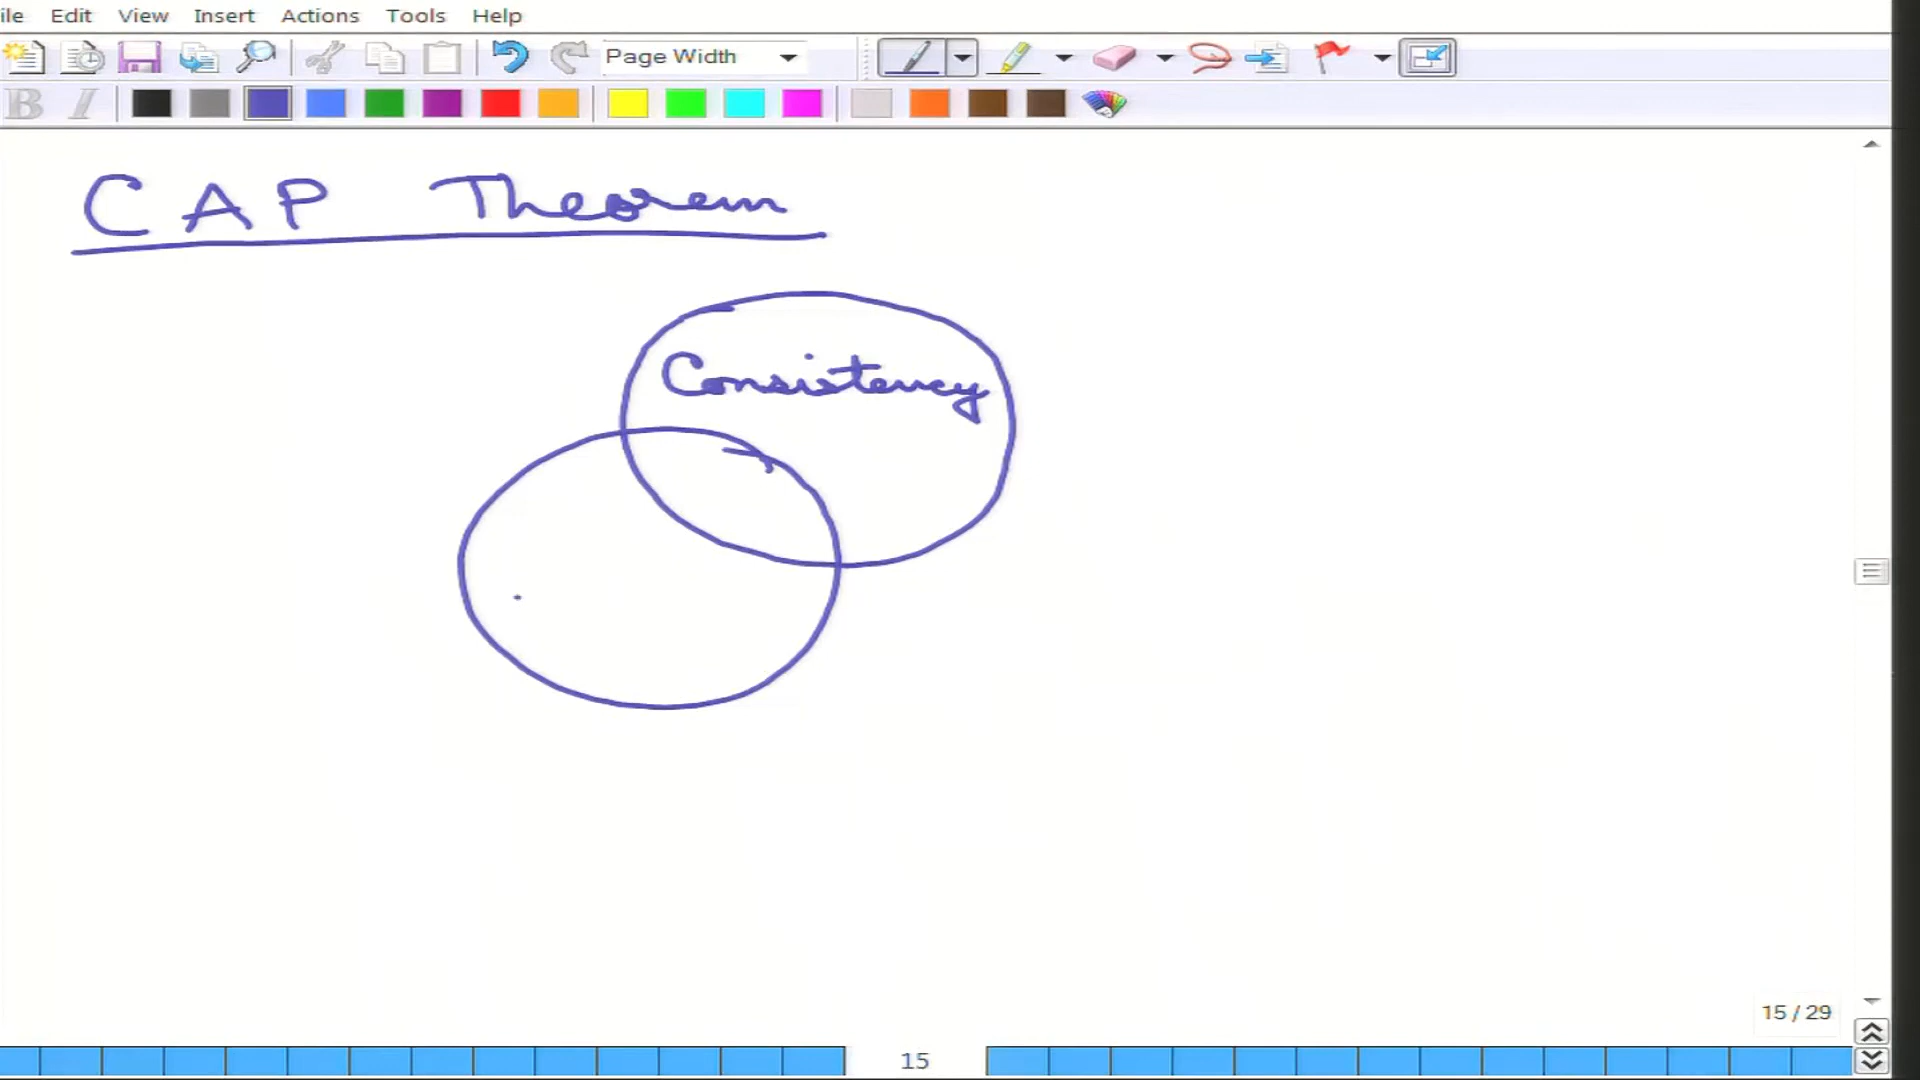 ile Edit View Insert Actions Tools Help
Page Width
B I
CAP Theorem
Consistency
15 / 29
15